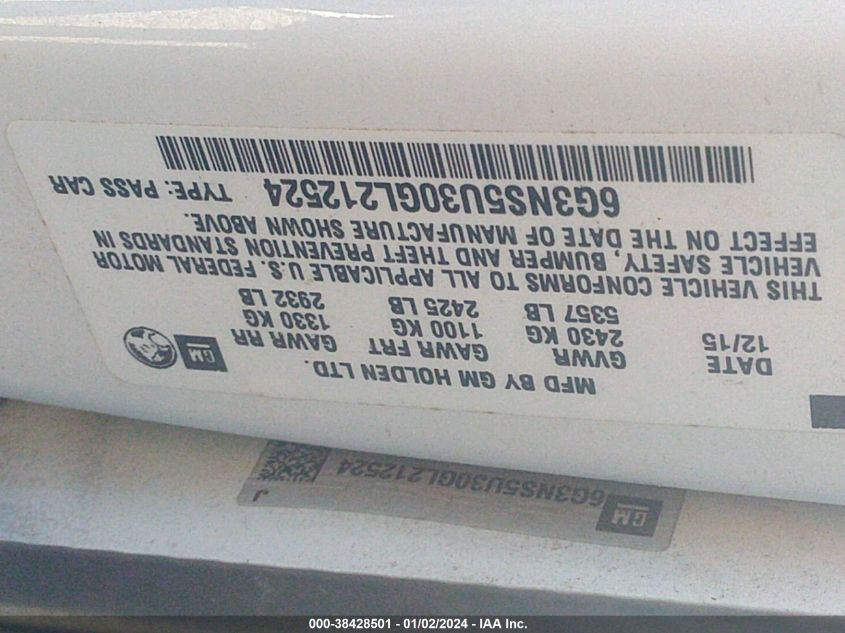 MFD BY GM HOLDEN LTD.
DATE GVWR GAWR FRT GAWR RR
12/15 2430 KG 1100 KG 1330 KG
5357 LB 2425 LB 2932 LB
GM
THIS VEHICLE CONFORMS TO ALL APPLICABLE U.S. FEDERAL MOTOR
VEHICLE SAFETY, BUMPER AND THEFT PREVENTION STANDARDS IN
EFFECT ON THE DATE OF MANUFACTURE SHOWN ABOVE.
6G3NS5U30GL212524 TYPE: PASS CAR
GM
6G3NS5U30GL212524
J
000-38428501 - 01/02/2024 - IAA Inc.